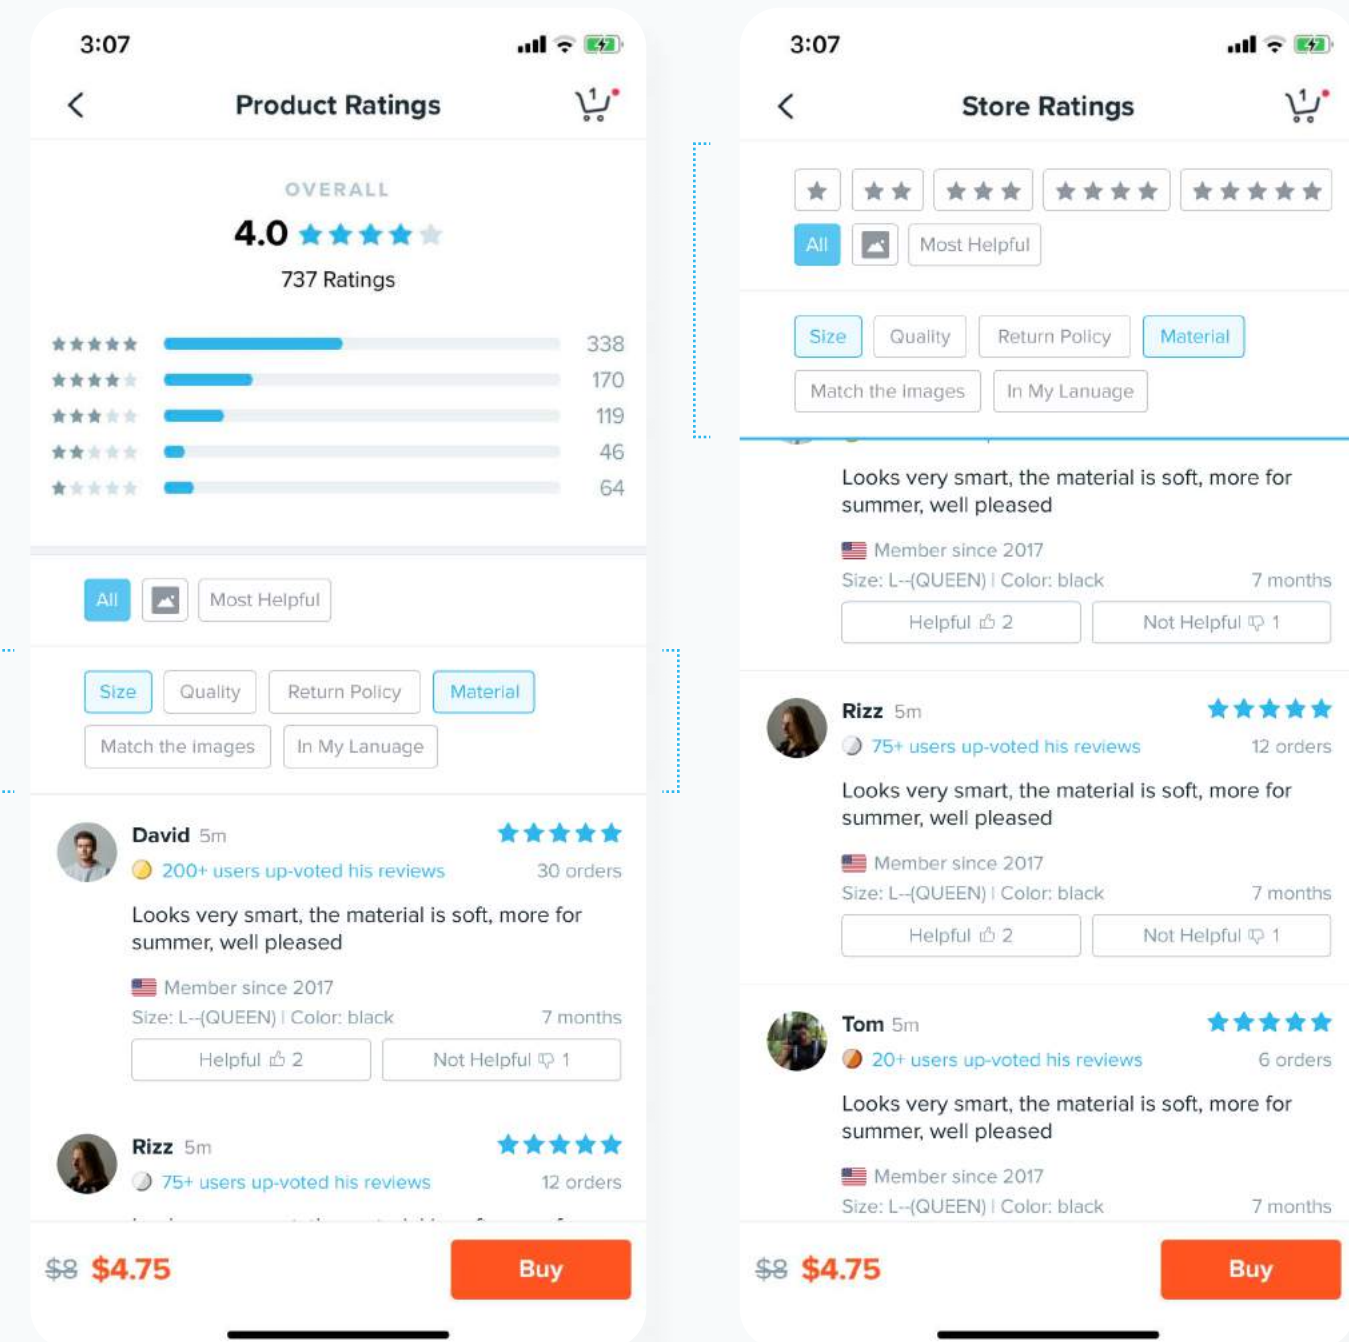 3:07
Product Ratings
1
OVERALL
4.0
737 Ratings
338
170
119
46
64
All
Most Helpful
Size
Quality
Return Policy
Material
Match the images
In My Lanuage
David 5m
200+ users up-voted his reviews
30 orders
Looks very smart, the material is soft, more for
summer, well pleased
Member since 2017
Size: L--(QUEEN) | Color: black
7 months
Helpful 2
Not Helpful 1
Rizz 5m
75+ users up-voted his reviews
12 orders
$8 $4.75
Buy
3:07
Store Ratings
1
All
Most Helpful
Size
Quality
Return Policy
Material
Match the images
In My Lanuage
Looks very smart, the material is soft, more for
summer, well pleased
Member since 2017
Size: L--(QUEEN) | Color: black
7 months
Helpful 2
Not Helpful 1
Rizz 5m
75+ users up-voted his reviews
12 orders
Looks very smart, the material is soft, more for
summer, well pleased
Member since 2017
Size: L--(QUEEN) | Color: black
7 months
Helpful 2
Not Helpful 1
Tom 5m
20+ users up-voted his reviews
6 orders
Looks very smart, the material is soft, more for
summer, well pleased
Member since 2017
Size: L--(QUEEN) | Color: black
7 months
$8 $4.75
Buy